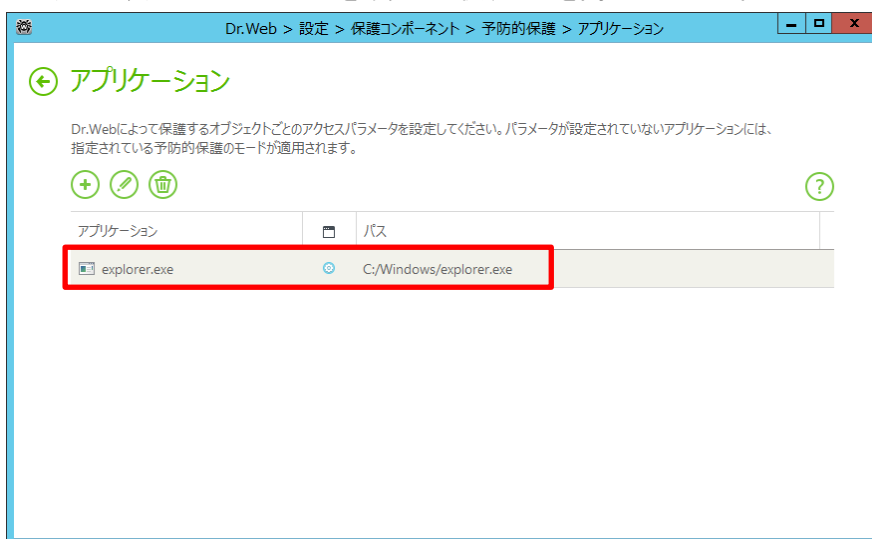 Dr.Web > 設定 > 保護コンポーネント > 予防的保護 > アプリケーション
アプリケーション
Dr.Webによって保護するオブジェクトごとのアクセスパラメータを設定してください。パラメータが設定されていないアプリケーションには、
指定されている予防的保護のモードが適用されます。
アプリケーション パス
explorer.exe C:/Windows/explorer.exe